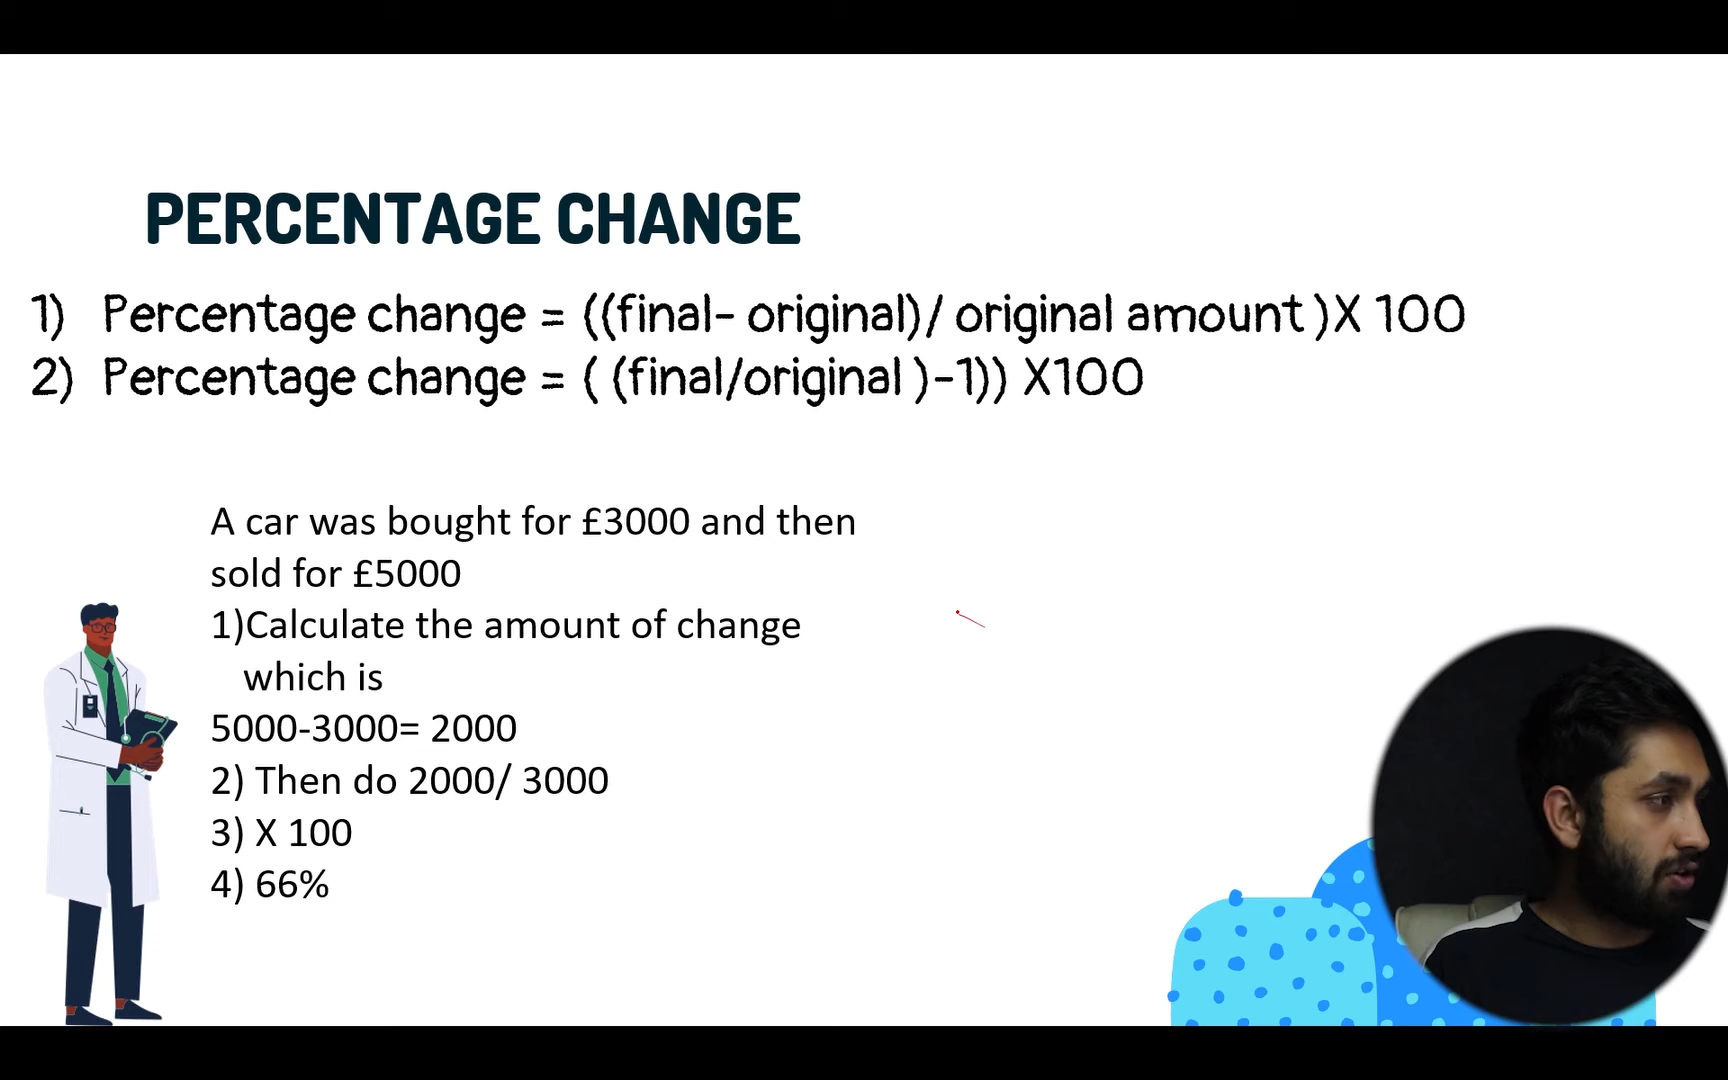 PERCENTAGE CHANGE
1) Percentage change = ((final- original)/ original amount )X 100
2) Percentage change = ( (final/original )-1)) X100
A car was bought for £3000 and then
sold for £5000
1)Calculate the amount of change
which is
5000-3000= 2000
2) Then do 2000/ 3000
3) X 100
4) 66%